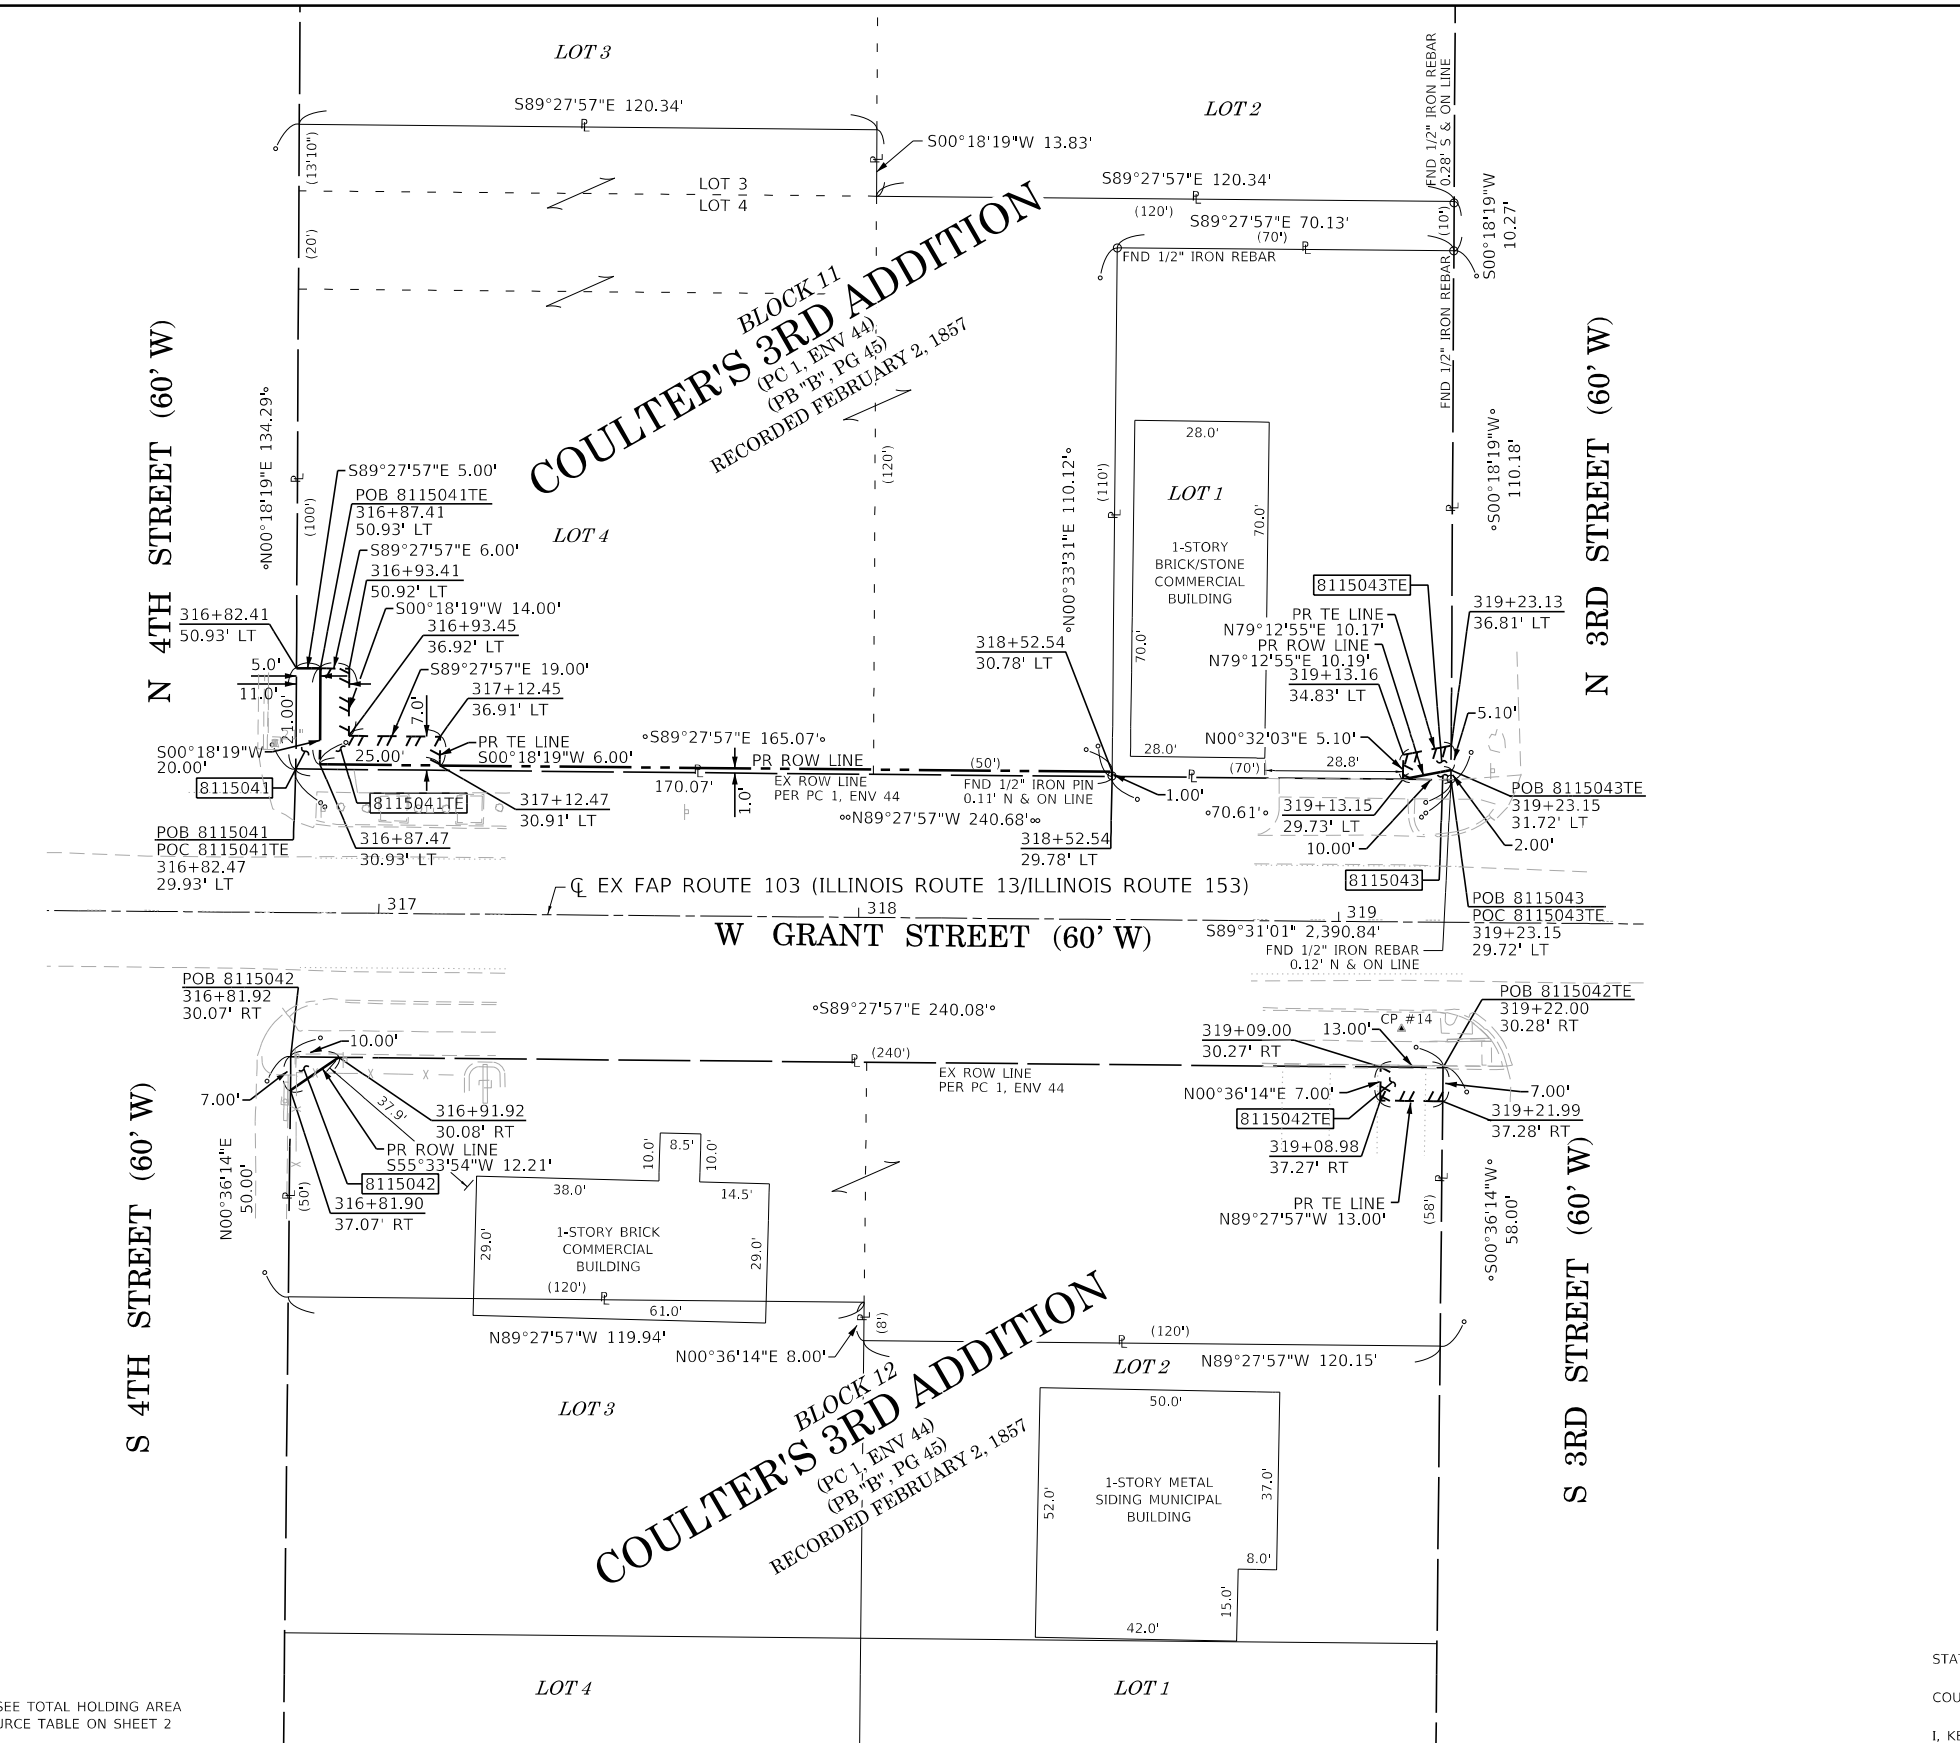 LOT 3
S89°27'57"E 120.34'
LOT 2
FND 1/2" IRON REBAR
0.28' S & ON LINE
S00°18'19"W 13.83'
(13'10")
LOT 3
LOT 4
S89°27'57"E 120.34'
(120')
S89°27'57"E 70.13'
(70')
(10')
S00°18'19"W
10.27'
(20')
FND 1/2" IRON REBAR
FND 1/2" IRON REBAR
BLOCK 11
COULTER'S 3RD ADDITION
(PC 1, ENV 44)
(PB "B", PG 45)
RECORDED FEBRUARY 2, 1857
N 4TH STREET (60' W)
N 3RD STREET (60' W)
N00°18'19"E 134.29'
(100')
S89°27'57"E 5.00'
POB 8115041TE
316+87.41
50.93' LT
S89°27'57"E 6.00'
316+93.41
50.92' LT
S00°18'19"W 14.00'
316+93.45
36.92' LT
S89°27'57"E 19.00'
317+12.45
36.91' LT
LOT 4
(120')
N00°33'31"E 110.12'
(110')
28.0'
LOT 1
70.0'
1-STORY
BRICK/STONE
COMMERCIAL
BUILDING
70.0'
28.0'
S00°18'19"W
110.18'
8115043TE
PR TE LINE
N79°12'55"E 10.17'
PR ROW LINE
N79°12'55"E 10.19'
319+13.16
34.83' LT
319+23.13
36.81' LT
316+82.41
50.93' LT
5.0'
11.0'
21.00'
S00°18'19"W
20.00'
8115041
25.00'
7.0'
PR TE LINE
S00°18'19"W 6.00'
S89°27'57"E 165.07'
PR ROW LINE
170.07'
EX ROW LINE
PER PC 1, ENV 44
1.0'
(50')
FND 1/2" IRON PIN
0.11' N & ON LINE
N89°27'57"W 240.68'
318+52.54
30.78' LT
318+52.54
29.78' LT
1.00'
(70')
70.61'
28.8'
N00°32'03"E 5.10'
5.10'
319+13.15
29.73' LT
10.00'
POB 8115043TE
319+23.15
31.72' LT
2.00'
8115043
POB 8115043
POC 8115043TE
319+23.15
29.72' LT
8115041TE
317+12.47
30.91' LT
316+87.47
30.93' LT
POB 8115041
POC 8115041TE
316+82.47
29.93' LT
℄ EX FAP ROUTE 103 (ILLINOIS ROUTE 13/ILLINOIS ROUTE 153)
317
318
319
W GRANT STREET (60' W)
S89°31'01" 2,390.84'
FND 1/2" IRON REBAR
0.12' N & ON LINE
POB 8115042
316+81.92
30.07' RT
S89°27'57"E 240.08'
(240')
EX ROW LINE
PER PC 1, ENV 44
POB 8115042TE
319+22.00
30.28' RT
319+09.00
30.27' RT
13.00'
CP #14
N00°36'14"E 7.00'
8115042TE
319+08.98
37.27' RT
7.00'
319+21.99
37.28' RT
PR TE LINE
N89°27'57"W 13.00'
(58')
S00°36'14"W
58.00'
10.00'
7.00'
37.9'
316+91.92
30.08' RT
PR ROW LINE
S55°33'54"W 12.21'
8115042
316+81.90
37.07' RT
N00°36'14"E
50.00'
(50')
S 4TH STREET (60' W)
S 3RD STREET (60' W)
10.0'
8.5'
10.0'
38.0'
14.5'
29.0'
1-STORY BRICK
COMMERCIAL
BUILDING
29.0'
(120')
61.0'
N89°27'57"W 119.94'
(8')
N00°36'14"E 8.00'
(120')
N89°27'57"W 120.15'
LOT 2
LOT 3
BLOCK 12
COULTER'S 3RD ADDITION
(PC 1, ENV 44)
(PB "B", PG 45)
RECORDED FEBRUARY 2, 1857
50.0'
52.0'
37.0'
1-STORY METAL
SIDING MUNICIPAL
BUILDING
8.0'
15.0'
42.0'
LOT 4
LOT 1
SEE TOTAL HOLDING AREA
URCE TABLE ON SHEET 2
STA
COU
I, KE